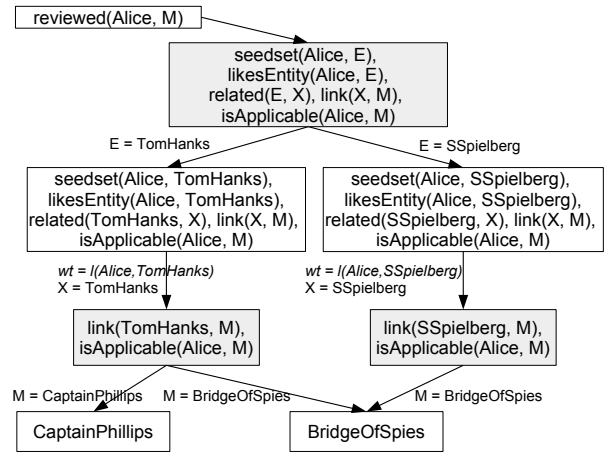 reviewed(Alice, M)
seedset(Alice, E),
likesEntity(Alice, E),
related(E, X), link(X, M),
isApplicable(Alice, M)
E = TomHanks
E = SSpielberg
seedset(Alice, TomHanks),
likesEntity(Alice, TomHanks),
related(TomHanks, X), link(X, M),
isApplicable(Alice, M)
seedset(Alice, SSpielberg),
likesEntity(Alice, SSpielberg),
related(SSpielberg, X), link(X, M),
isApplicable(Alice, M)
wt = l(Alice,TomHanks)
X = TomHanks
wt = l(Alice,SSpielberg)
X = SSpielberg
link(TomHanks, M),
isApplicable(Alice, M)
link(SSpielberg, M),
isApplicable(Alice, M)
M = CaptainPhillips
M = BridgeOfSpies
M = BridgeOfSpies
CaptainPhillips
BridgeOfSpies